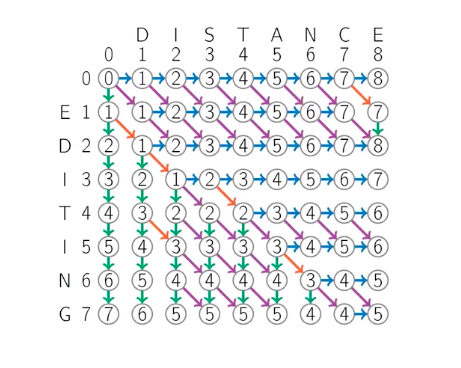 D I S T A N C E
0 1 2 3 4 5 6 7 8
0 0 1 2 3 4 5 6 7 8
E 1 1 1 2 3 4 5 6 7 7
D 2 2 1 2 3 4 5 6 7 8
I 3 3 2 1 2 3 4 5 6 7
T 4 4 3 2 2 2 3 4 5 6
I 5 5 4 3 3 3 3 4 5 6
N 6 6 5 4 4 4 4 3 4 5
G 7 7 6 5 5 5 5 4 4 5